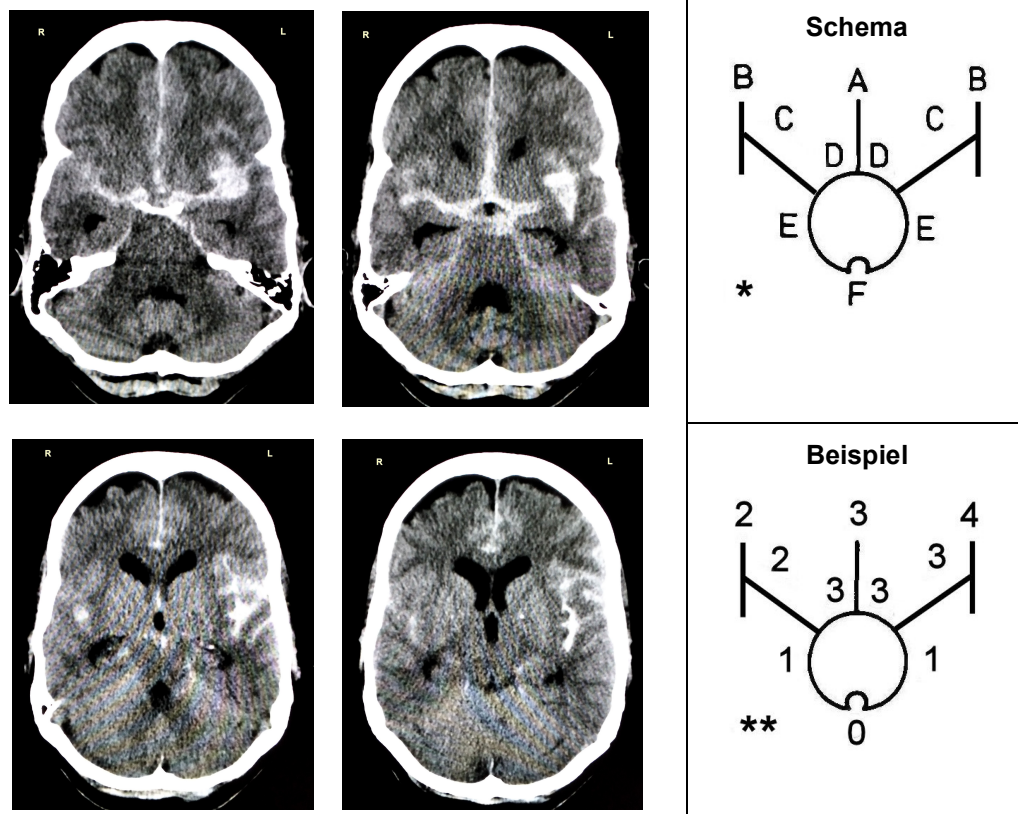 R L
R L
R L
R L
Schema
B A B
C C
D D
E E
* F
Beispiel
2 3 4
2 3
3 3
1 1
** 0